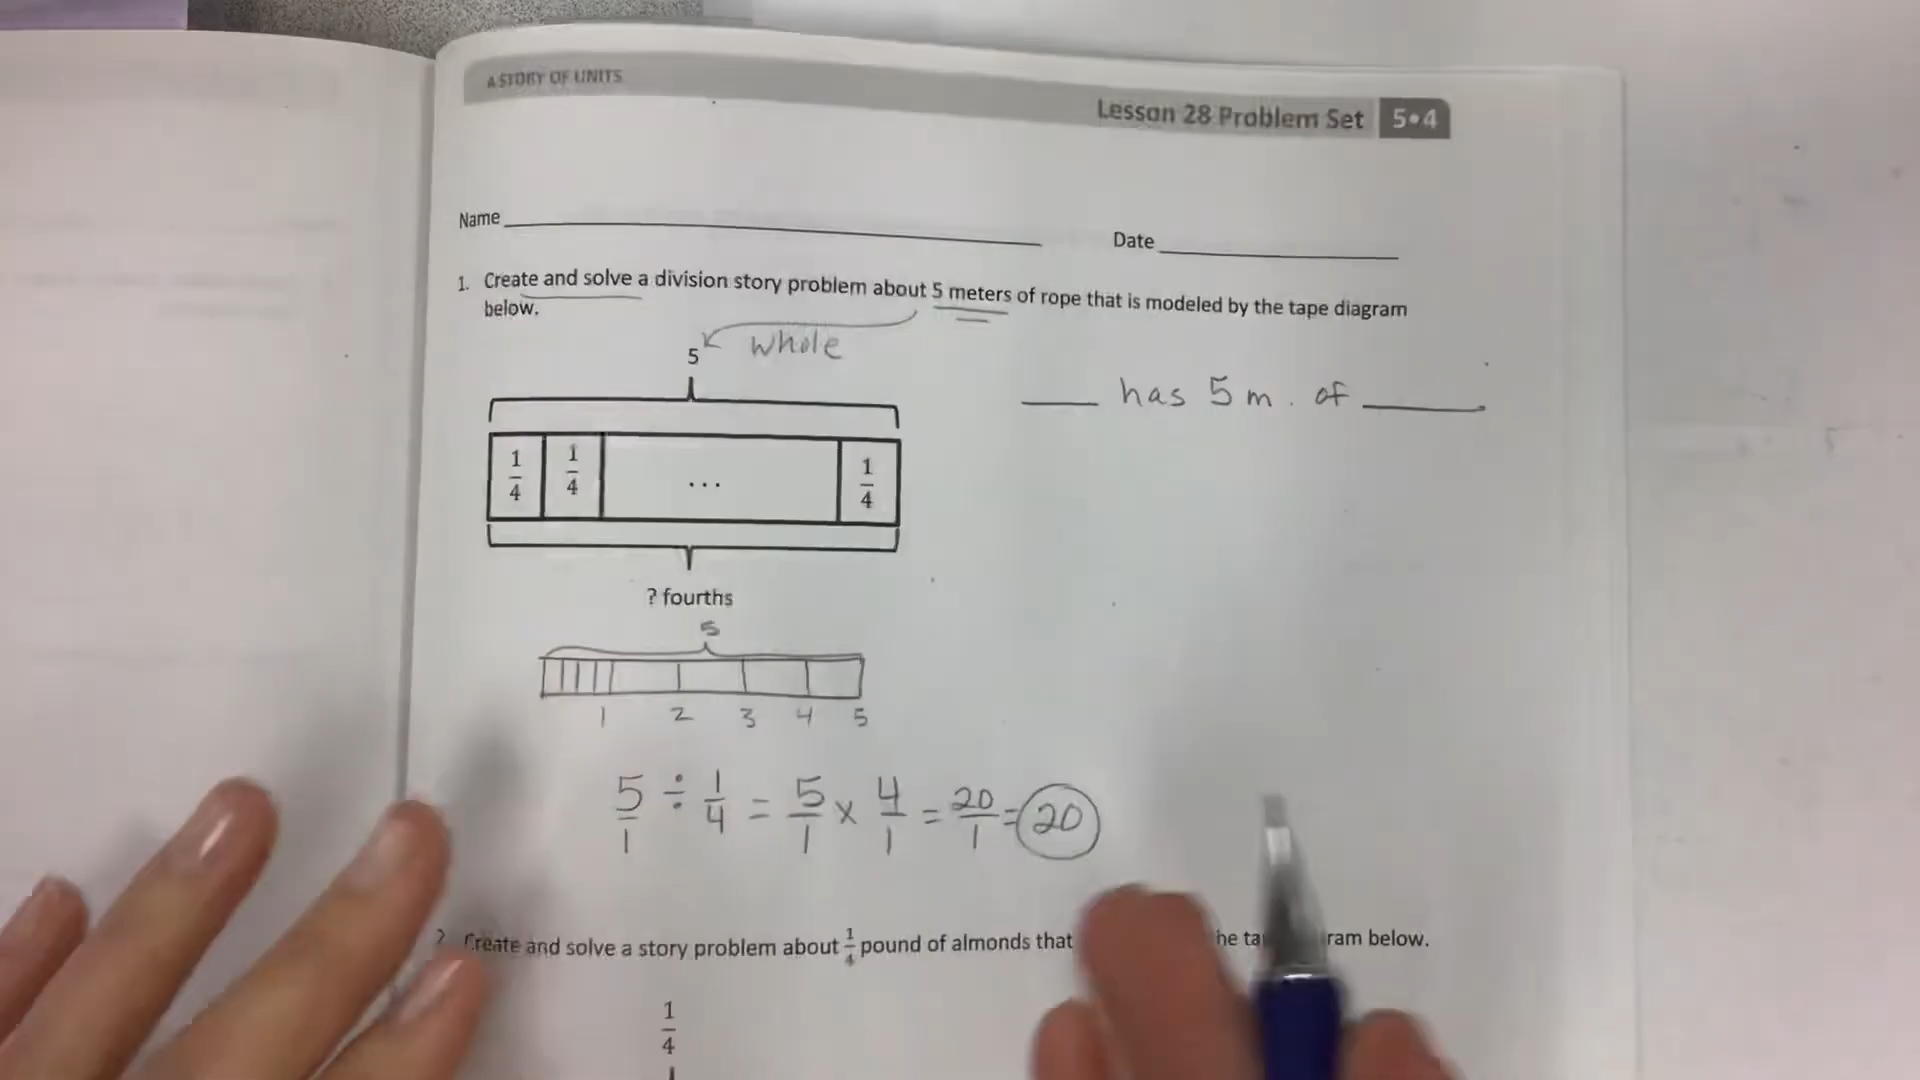 A STORY OF UNITS
Lesson 28 Problem Set 5•4
Name
Date
1. Create and solve a division story problem about 5 meters of rope that is modeled by the tape diagram
below.
5 whole
___ has 5 m. of ___
1/4 1/4 ... 1/4
? fourths
5
1 2 3 4 5
5/1 ÷ 1/4 = 5/1 x 4/1 = 20/1 = 20
2. Create and solve a story problem about 1/4 pound of almonds that he ram below.
1/4